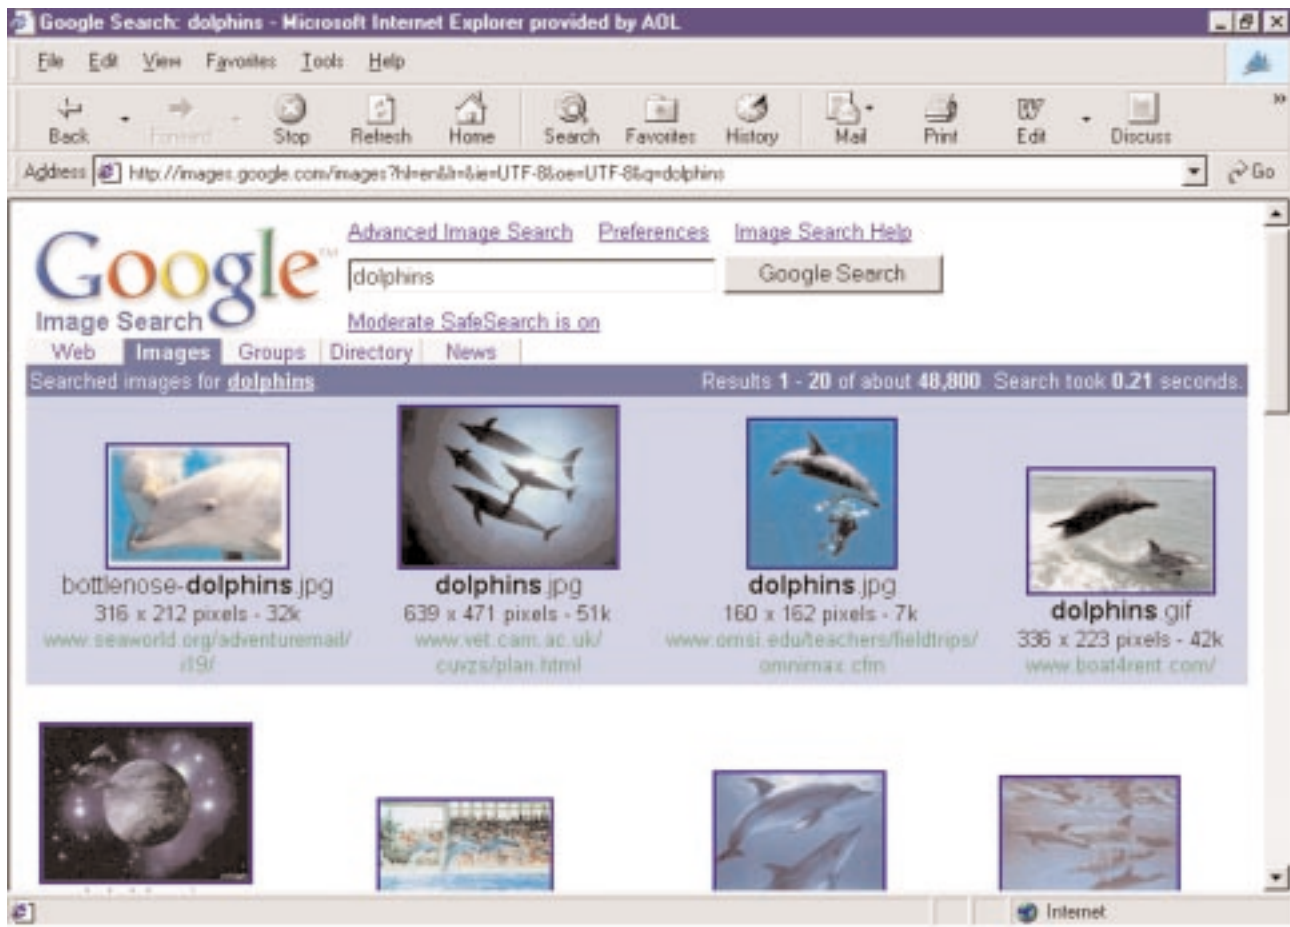 Google Search: dolphins - Microsoft Internet Explorer provided by AOL
File Edit View Favorites Tools Help
Back Forward Stop Refresh Home Search Favorites History Mail Print Edit Discuss
Address http://images.google.com/images?hl=en&lr=&ie=UTF-8&oe=UTF-8&q=dolphins Go
Advanced Image Search Preferences Image Search Help
Google™
dolphins Google Search
Image Search
Moderate SafeSearch is on
Web Images Groups Directory News
Searched images for dolphins Results 1 - 20 of about 48,800. Search took 0.21 seconds.
bottlenose-dolphins.jpg
316 x 212 pixels - 32k
www.seaworld.org/adventuremail/
i19/
dolphins.jpg
639 x 471 pixels - 51k
www.vet.cam.ac.uk/
cuvzs/plan.html
dolphins.jpg
160 x 162 pixels - 7k
www.omsi.edu/teachers/fieldtrips/
omnimax.cfm
dolphins.gif
336 x 223 pixels - 42k
www.boat4rent.com/
Internet